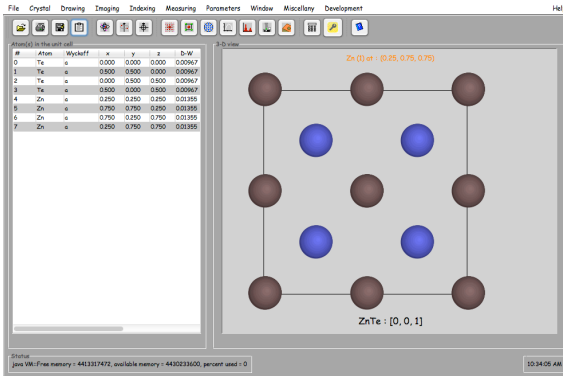 File Crystal Drawing Imaging Indexing Measuring Parameters Window Miscellany Development Hel
Atom(s) in the unit cell
# Atom Wyckoff x y z D-W
0 Te a 0.000 0.000 0.000 0.00967
1 Te a 0.500 0.500 0.000 0.00967
2 Te a 0.000 0.500 0.500 0.00967
3 Te a 0.500 0.000 0.500 0.00967
4 Zn a 0.250 0.250 0.250 0.01355
5 Zn a 0.750 0.750 0.250 0.01355
6 Zn a 0.750 0.250 0.750 0.01355
7 Zn a 0.250 0.750 0.750 0.01355
3-D view
Zn (1) at : (0.25, 0.75, 0.75)
ZnTe : [0, 0, 1]
Status
java VM::Free memory = 4413317472, available memory = 4430233600, percent used = 0
10:34:05 AM